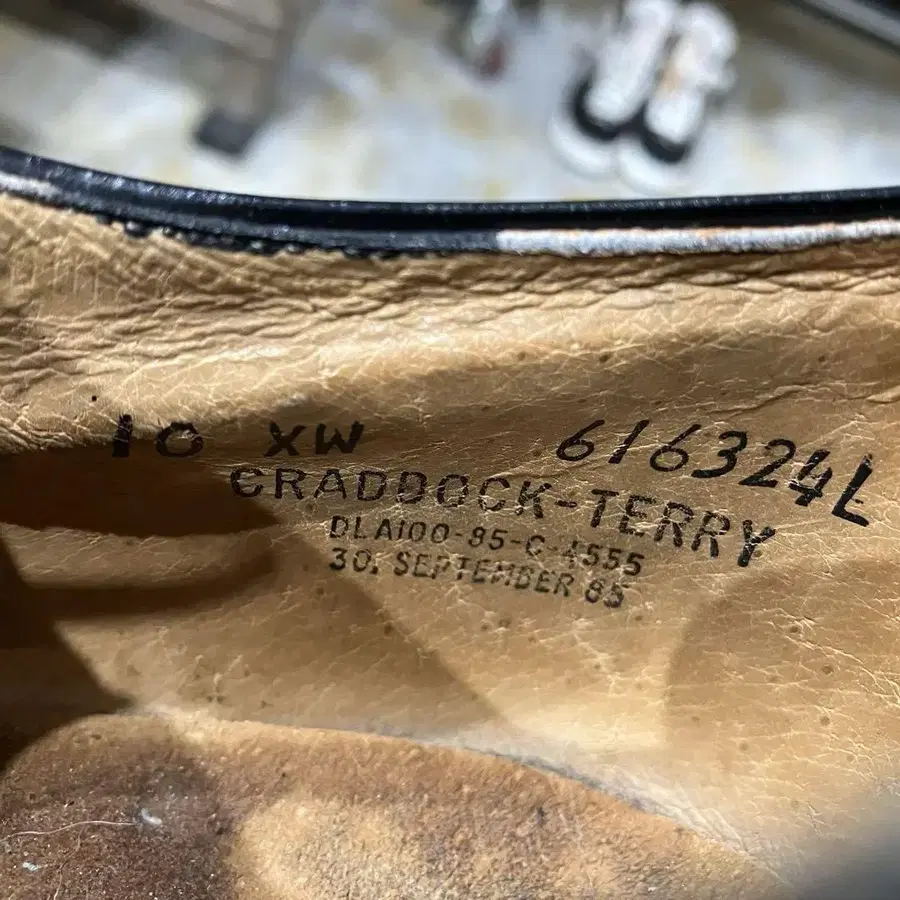 10 XW 616324L
CRADDOCK-TERRY
DLA100-85-C-4555
30, SEPTEMBER 85